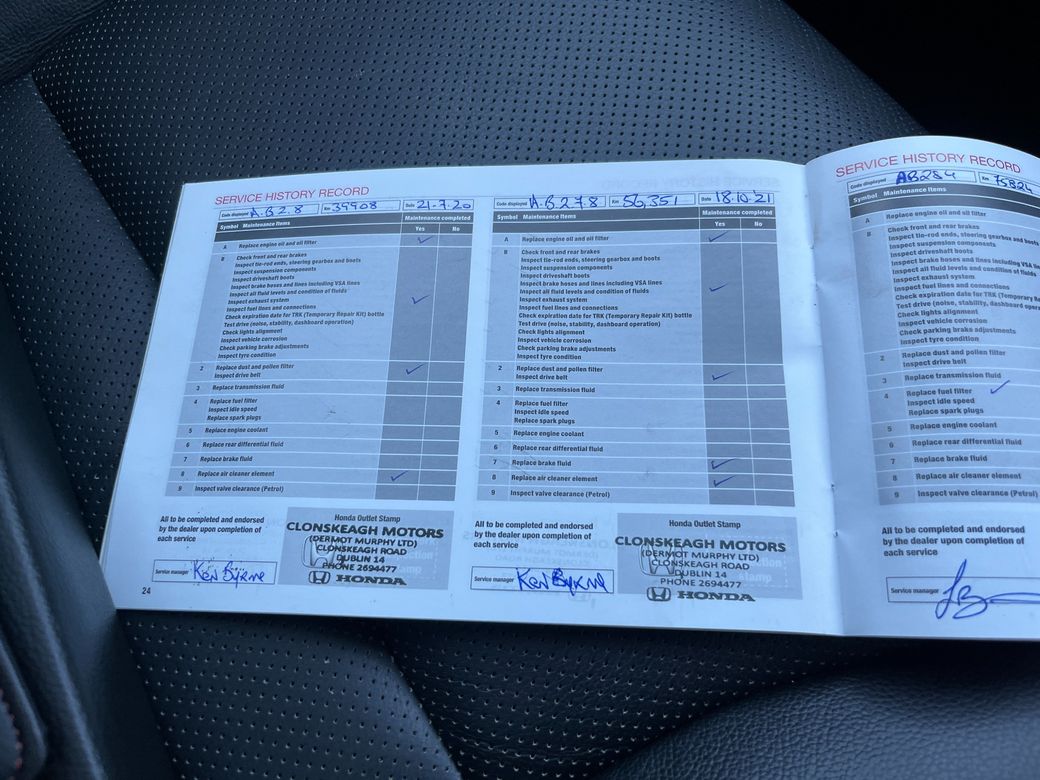 SERVICE HISTORY RECORD
Code displayed A.B 2.8 Km 39908 Date 21-7.20
Symbol Maintenance Items Maintenance completed
Yes No
A Replace engine oil and oil filter ✓
B Check front and rear brakes
Inspect tie-rod ends, steering gearbox and boots
Inspect suspension components
Inspect driveshaft boots
Inspect brake hoses and lines including VSA lines
Inspect all fluid levels and condition of fluids
Inspect exhaust system ✓
Inspect fuel lines and connections
Check expiration date for TRK (Temporary Repair Kit) bottle
Test drive (noise, stability, dashboard operation)
Check lights alignment
Inspect vehicle corrosion
Check parking brake adjustments
Inspect tyre condition
2 Replace dust and pollen filter ✓
Inspect drive belt
3 Replace transmission fluid
4 Replace fuel filter
Inspect idle speed
Replace spark plugs
5 Replace engine coolant
6 Replace rear differential fluid
7 Replace brake fluid
8 Replace air cleaner element ✓
9 Inspect valve clearance (Petrol)
All to be completed and endorsed
by the dealer upon completion of
each service
Honda Outlet Stamp
CLONSKEAGH MOTORS
(DERMOT MURPHY LTD)
CLONSKEAGH ROAD
DUBLIN 14
PHONE 2694477
HONDA
Service manager Ken Byrne
24
Code displayed A.B 2 7 8 Km 56,351 Date 18.10.21
Symbol Maintenance Items Maintenance completed
Yes No
A Replace engine oil and oil filter ✓
B Check front and rear brakes
Inspect tie-rod ends, steering gearbox and boots
Inspect suspension components
Inspect driveshaft boots
Inspect brake hoses and lines including VSA lines
Inspect all fluid levels and condition of fluids ✓
Inspect exhaust system
Inspect fuel lines and connections
Check expiration date for TRK (Temporary Repair Kit) bottle
Test drive (noise, stability, dashboard operation)
Check lights alignment
Inspect vehicle corrosion
Check parking brake adjustments
Inspect tyre condition
2 Replace dust and pollen filter
Inspect drive belt ✓
3 Replace transmission fluid
4 Replace fuel filter
Inspect idle speed
Replace spark plugs
5 Replace engine coolant
6 Replace rear differential fluid
7 Replace brake fluid ✓
8 Replace air cleaner element ✓
9 Inspect valve clearance (Petrol)
All to be completed and endorsed
by the dealer upon completion of
each service
Honda Outlet Stamp
CLONSKEAGH MOTORS
(DERMOT MURPHY LTD)
CLONSKEAGH ROAD
DUBLIN 14
PHONE 2694477
HONDA
Service manager Ken Byrne
SERVICE HISTORY RECORD
Code displayed AB284 Km 75824
Symbol Maintenance Items
A Replace engine oil and oil filter
B Check front and rear brakes
Inspect tie-rod ends, steering gearbox and boots
Inspect suspension components
Inspect driveshaft boots
Inspect brake hoses and lines including VSA
Inspect all fluid levels and condition of fluids
Inspect exhaust system
Inspect fuel lines and connections
Check expiration date for TRK (Temporary
Test drive (noise, stability, dashboard
Check lights alignment
Inspect vehicle corrosion
Check parking brake adjustments
Inspect tyre condition
2 Replace dust and pollen filter
Inspect drive belt
3 Replace transmission fluid
4 Replace fuel filter ✓
Inspect idle speed
Replace spark plugs
5 Replace engine coolant
6 Replace rear differential fluid
7 Replace brake fluid
8 Replace air cleaner element
9 Inspect valve clearance (Petrol)
All to be completed and endorsed
by the dealer upon completion of
each service
Service manager